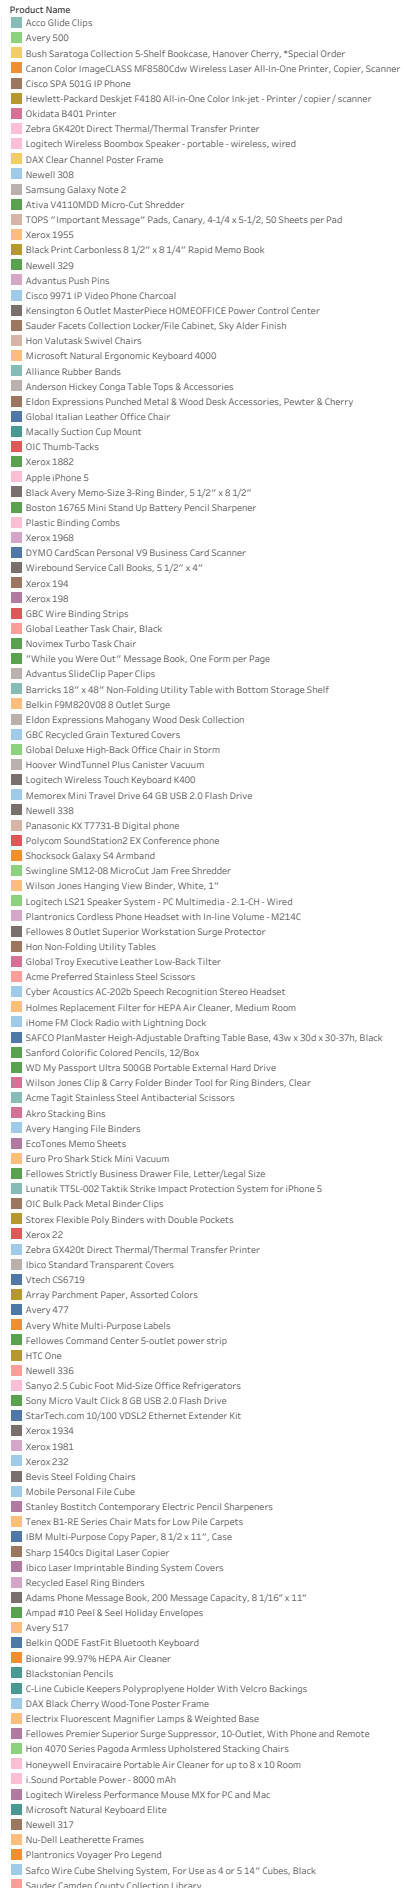 Product Name
Acco Glide Clips
Avery 500
Bush Saratoga Collection 5-Shelf Bookcase, Hanover Cherry, *Special Order
Canon Color ImageCLASS MF8580Cdw Wireless Laser All-In-One Printer, Copier, Scanner
Cisco SPA 501G IP Phone
Hewlett-Packard Deskjet F4180 All-in-One Color Ink-jet - Printer / copier / scanner
Okidata B401 Printer
Zebra GK420t Direct Thermal/Thermal Transfer Printer
Logitech Wireless Boombox Speaker - portable - wireless, wired
DAX Clear Channel Poster Frame
Newell 308
Samsung Galaxy Note 2
Ativa V4110MDD Micro-Cut Shredder
TOPS “Important Message” Pads, Canary, 4-1/4 x 5-1/2, 50 Sheets per Pad
Xerox 1955
Black Print Carbonless 8 1/2” x 8 1/4” Rapid Memo Book
Newell 329
Advantus Push Pins
Cisco 9971 IP Video Phone Charcoal
Kensington 6 Outlet MasterPiece HOMEOFFICE Power Control Center
Sauder Facets Collection Locker/File Cabinet, Sky Alder Finish
Hon Valutask Swivel Chairs
Microsoft Natural Ergonomic Keyboard 4000
Alliance Rubber Bands
Anderson Hickey Conga Table Tops & Accessories
Eldon Expressions Punched Metal & Wood Desk Accessories, Pewter & Cherry
Global Italian Leather Office Chair
Macally Suction Cup Mount
OIC Thumb-Tacks
Xerox 1882
Apple iPhone 5
Black Avery Memo-Size 3-Ring Binder, 5 1/2” x 8 1/2”
Boston 16765 Mini Stand Up Battery Pencil Sharpener
Plastic Binding Combs
Xerox 1968
DYMO CardScan Personal V9 Business Card Scanner
Wirebound Service Call Books, 5 1/2” x 4”
Xerox 194
Xerox 198
GBC Wire Binding Strips
Global Leather Task Chair, Black
Novimex Turbo Task Chair
“While you Were Out” Message Book, One Form per Page
Advantus SlideClip Paper Clips
Barricks 18” x 48” Non-Folding Utility Table with Bottom Storage Shelf
Belkin F9M820V08 8 Outlet Surge
Eldon Expressions Mahogany Wood Desk Collection
GBC Recycled Grain Textured Covers
Global Deluxe High-Back Office Chair in Storm
Hoover WindTunnel Plus Canister Vacuum
Logitech Wireless Touch Keyboard K400
Memorex Mini Travel Drive 64 GB USB 2.0 Flash Drive
Newell 338
Panasonic KX T7731-B Digital phone
Polycom SoundStation2 EX Conference phone
Shocksock Galaxy S4 Armband
Swingline SM12-08 MicroCut Jam Free Shredder
Wilson Jones Hanging View Binder, White, 1”
Logitech LS21 Speaker System - PC Multimedia - 2.1-CH - Wired
Plantronics Cordless Phone Headset with In-line Volume - M214C
Fellowes 8 Outlet Superior Workstation Surge Protector
Hon Non-Folding Utility Tables
Global Troy Executive Leather Low-Back Tilter
Acme Preferred Stainless Steel Scissors
Cyber Acoustics AC-202b Speech Recognition Stereo Headset
Holmes Replacement Filter for HEPA Air Cleaner, Medium Room
iHome FM Clock Radio with Lightning Dock
SAFCO PlanMaster Heigh-Adjustable Drafting Table Base, 43w x 30d x 30-37h, Black
Sanford Colorific Colored Pencils, 12/Box
WD My Passport Ultra 500GB Portable External Hard Drive
Wilson Jones Clip & Carry Folder Binder Tool for Ring Binders, Clear
Acme Tagit Stainless Steel Antibacterial Scissors
Akro Stacking Bins
Avery Hanging File Binders
EcoTones Memo Sheets
Euro Pro Shark Stick Mini Vacuum
Fellowes Strictly Business Drawer File, Letter/Legal Size
Lunatik TT5L-002 Taktik Strike Impact Protection System for iPhone 5
OIC Bulk Pack Metal Binder Clips
Storex Flexible Poly Binders with Double Pockets
Xerox 22
Zebra GX420t Direct Thermal/Thermal Transfer Printer
Ibico Standard Transparent Covers
Vtech CS6719
Array Parchment Paper, Assorted Colors
Avery 477
Avery White Multi-Purpose Labels
Fellowes Command Center 5-outlet power strip
HTC One
Newell 336
Sanyo 2.5 Cubic Foot Mid-Size Office Refrigerators
Sony Micro Vault Click 8 GB USB 2.0 Flash Drive
StarTech.com 10/100 VDSL2 Ethernet Extender Kit
Xerox 1934
Xerox 1981
Xerox 232
Bevis Steel Folding Chairs
Mobile Personal File Cube
Stanley Bostitch Contemporary Electric Pencil Sharpeners
Tenex B1-RE Series Chair Mats for Low Pile Carpets
IBM Multi-Purpose Copy Paper, 8 1/2 x 11”, Case
Sharp 1540cs Digital Laser Copier
Ibico Laser Imprintable Binding System Covers
Recycled Easel Ring Binders
Adams Phone Message Book, 200 Message Capacity, 8 1/16” x 11”
Ampad #10 Peel & Seel Holiday Envelopes
Avery 517
Belkin QODE FastFit Bluetooth Keyboard
Bionaire 99.97% HEPA Air Cleaner
Blackstonian Pencils
C-Line Cubicle Keepers Polyproplyene Holder With Velcro Backings
DAX Black Cherry Wood-Tone Poster Frame
Electrix Fluorescent Magnifier Lamps & Weighted Base
Fellowes Premier Superior Surge Suppressor, 10-Outlet, With Phone and Remote
Hon 4070 Series Pagoda Armless Upholstered Stacking Chairs
Honeywell Enviracaire Portable Air Cleaner for up to 8 x 10 Room
i.Sound Portable Power - 8000 mAh
Logitech Wireless Performance Mouse MX for PC and Mac
Microsoft Natural Keyboard Elite
Newell 317
Nu-Dell Leatherette Frames
Plantronics Voyager Pro Legend
Safco Wire Cube Shelving System, For Use as 4 or 5 14” Cubes, Black
Sauder Camden County Collection Library